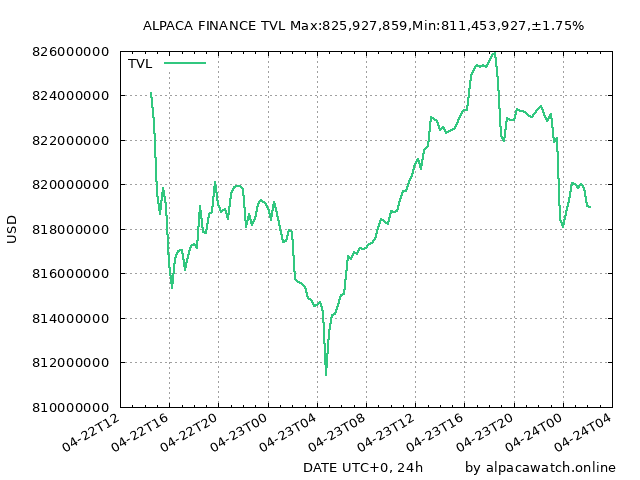 ALPACA FINANCE TVL Max:825,927,859,Min:811,453,927,±1.75%
TVL
826000000
824000000
822000000
820000000
818000000
816000000
814000000
812000000
810000000
USD
04-22T12
04-22T16
04-22T20
04-23T00
04-23T04
04-23T08
04-23T12
04-23T16
04-23T20
04-24T00
04-24T04
DATE UTC+0, 24h
by alpacawatch.online